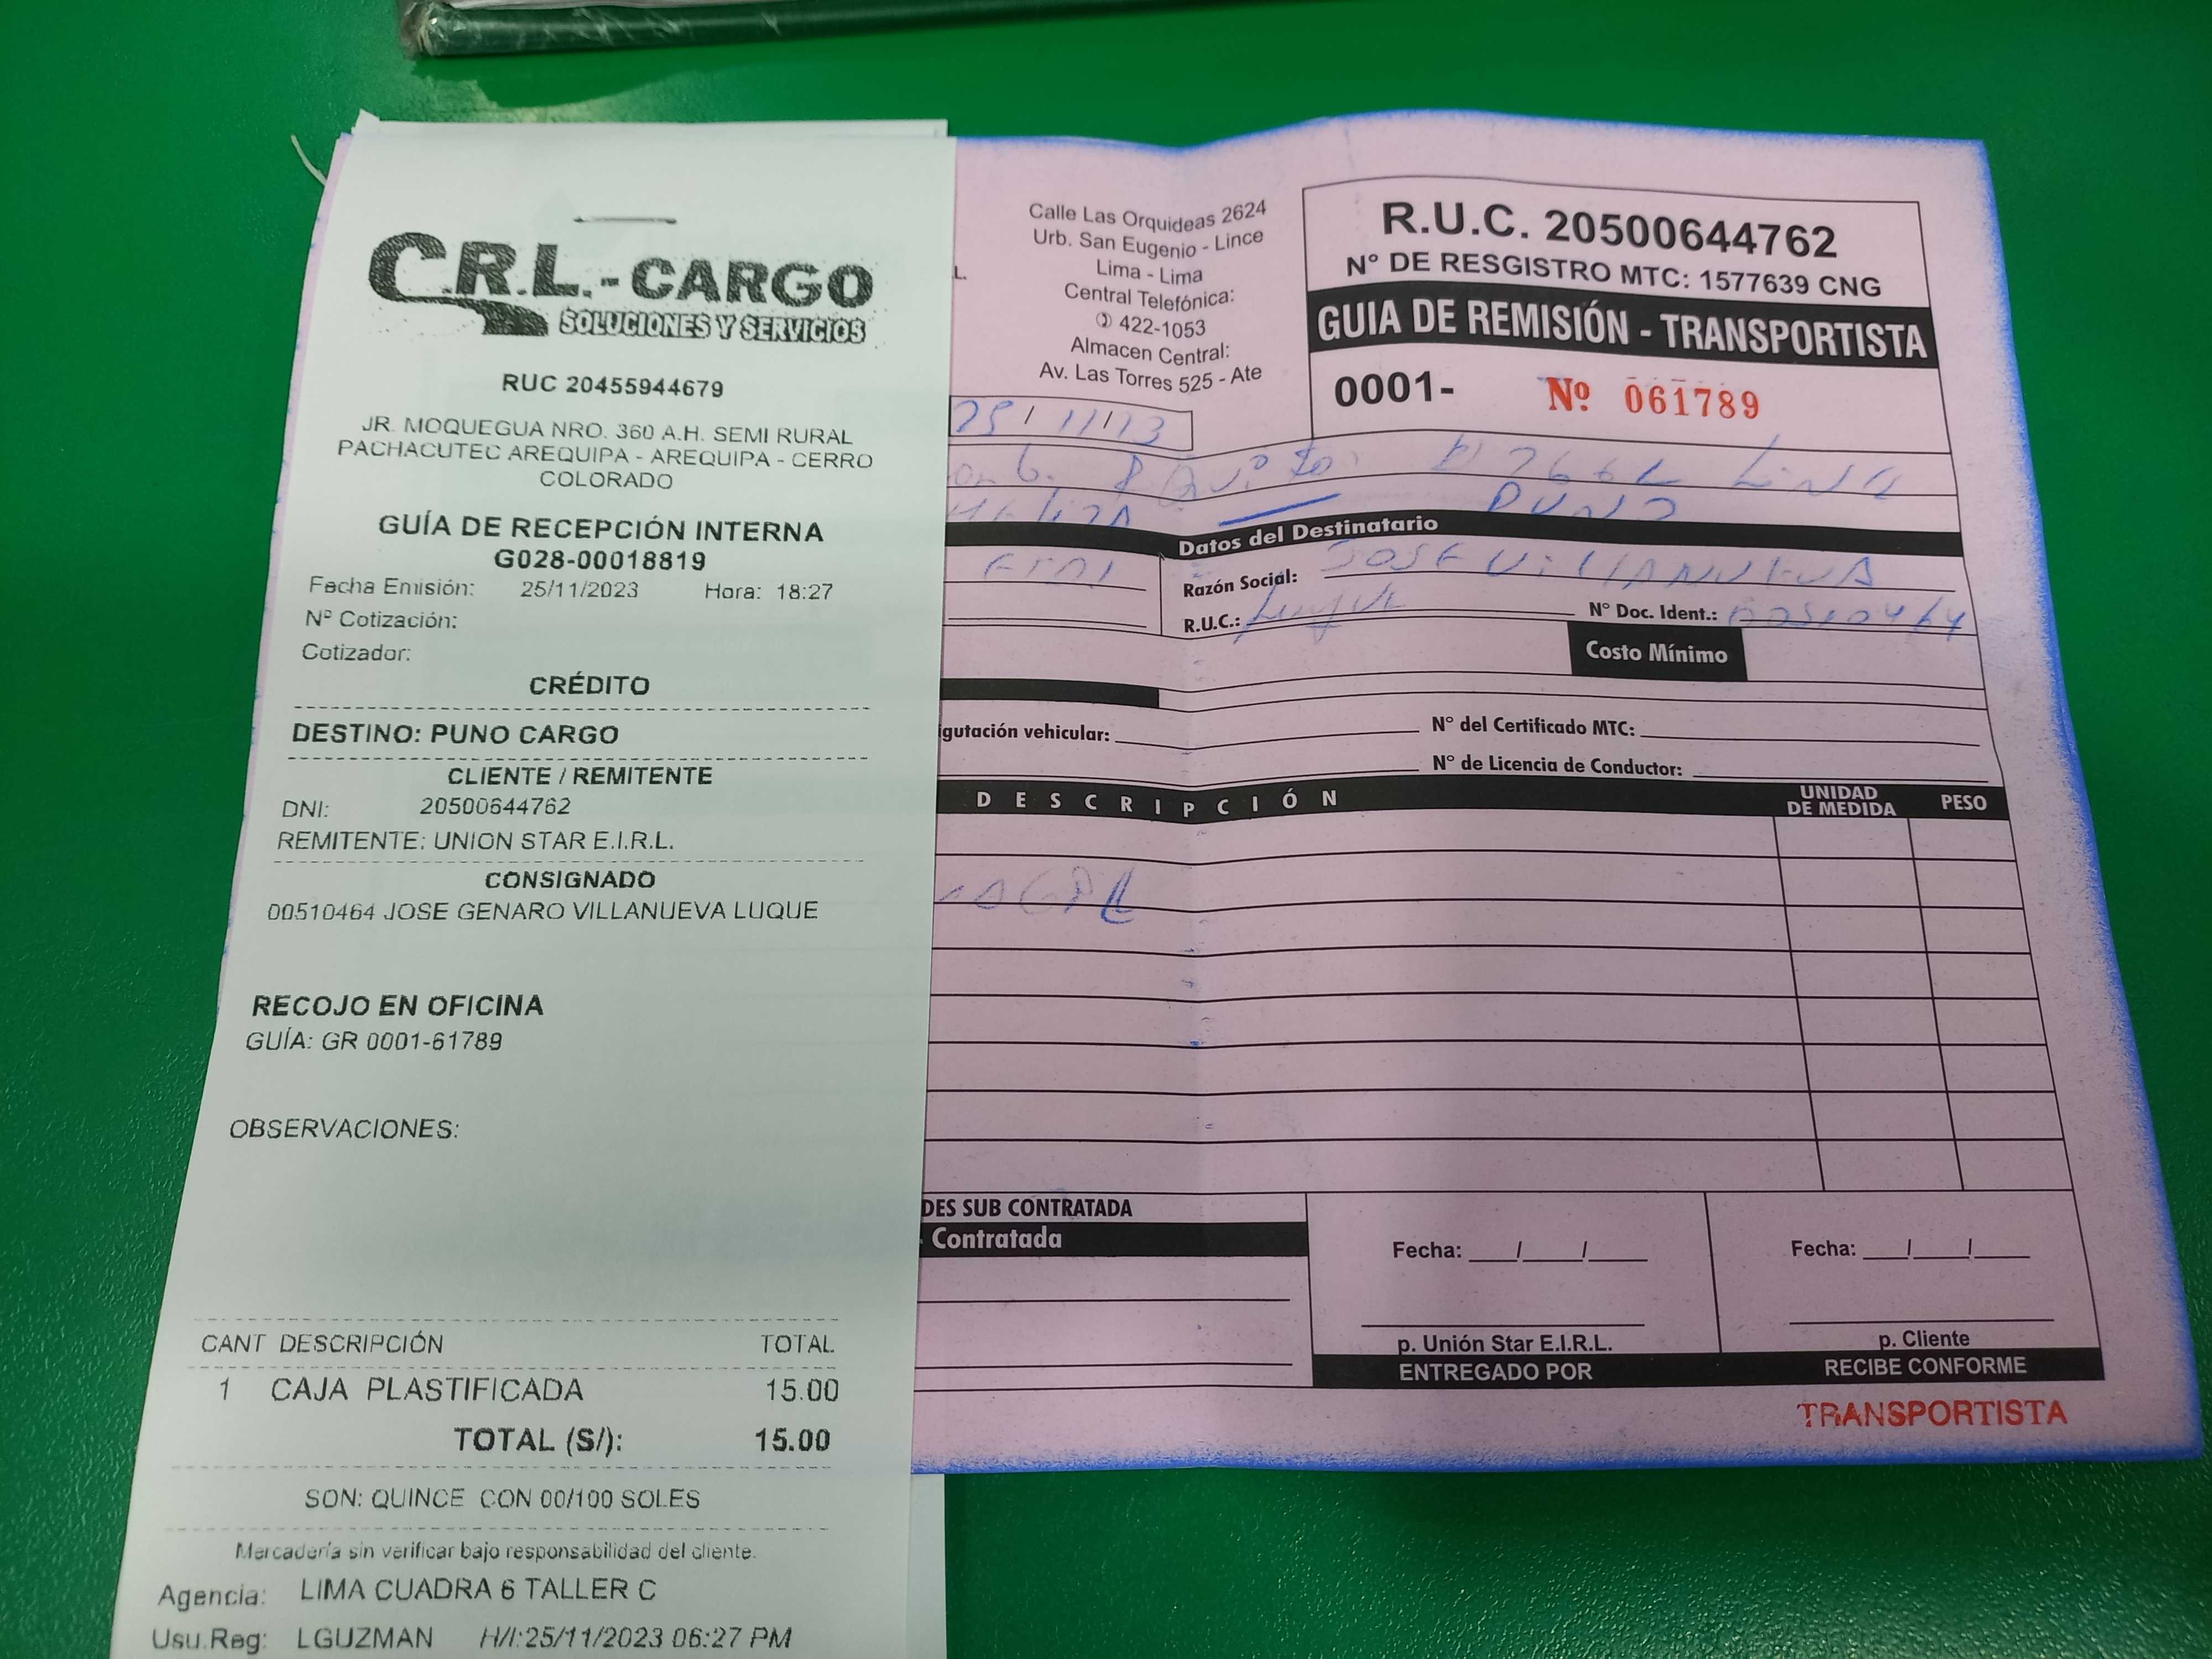 C.R.L.-CARGO
SOLUCIONES Y SERVICIOS
RUC 20455944679
JR. MOQUEGUA NRO. 360 A.H. SEMI RURAL
PACHACUTEC AREQUIPA - AREQUIPA - CERRO
COLORADO
GUÍA DE RECEPCIÓN INTERNA
G028-00018819
Fecha Emisión: 25/11/2023 Hora: 18:27
Nº Cotización:
Cotizador:
CRÉDITO
DESTINO: PUNO CARGO
CLIENTE / REMITENTE
DNI: 20500644762
REMITENTE: UNION STAR E.I.R.L.
CONSIGNADO
00510464 JOSE GENARO VILLANUEVA LUQUE
RECOJO EN OFICINA
GUÍA: GR 0001-61789
OBSERVACIONES:
CANT DESCRIPCIÓN TOTAL
1 CAJA PLASTIFICADA 15.00
TOTAL (S/): 15.00
SON: QUINCE CON 00/100 SOLES
Mercadería sin verificar bajo responsabilidad del cliente.
Agencia: LIMA CUADRA 6 TALLER C
Usu.Reg: LGUZMAN H/I:25/11/2023 06:27 PM
L.
Calle Las Orquideas 2624
Urb. San Eugenio - Lince
Lima - Lima
Central Telefónica:
422-1053
Almacen Central:
Av. Las Torres 525 - Ate
R.U.C. 20500644762
N° DE RESGISTRO MTC: 1577639 CNG
GUIA DE REMISIÓN - TRANSPORTISTA
0001- Nº 061789
PUNO
Datos del Destinatario
Razón Social: JOSE VILLANUEVA
R.U.C.: Luque N° Doc. Ident.: 00510464
Costo Mínimo
gutación vehicular: N° del Certificado MTC:
N° de Licencia de Conductor:
DESCRIPCIÓN UNIDAD DE MEDIDA PESO
DES SUB CONTRATADA
Contratada
Fecha: / /
p. Unión Star E.I.R.L.
ENTREGADO POR
Fecha: / /
p. Cliente
RECIBE CONFORME
TRANSPORTISTA